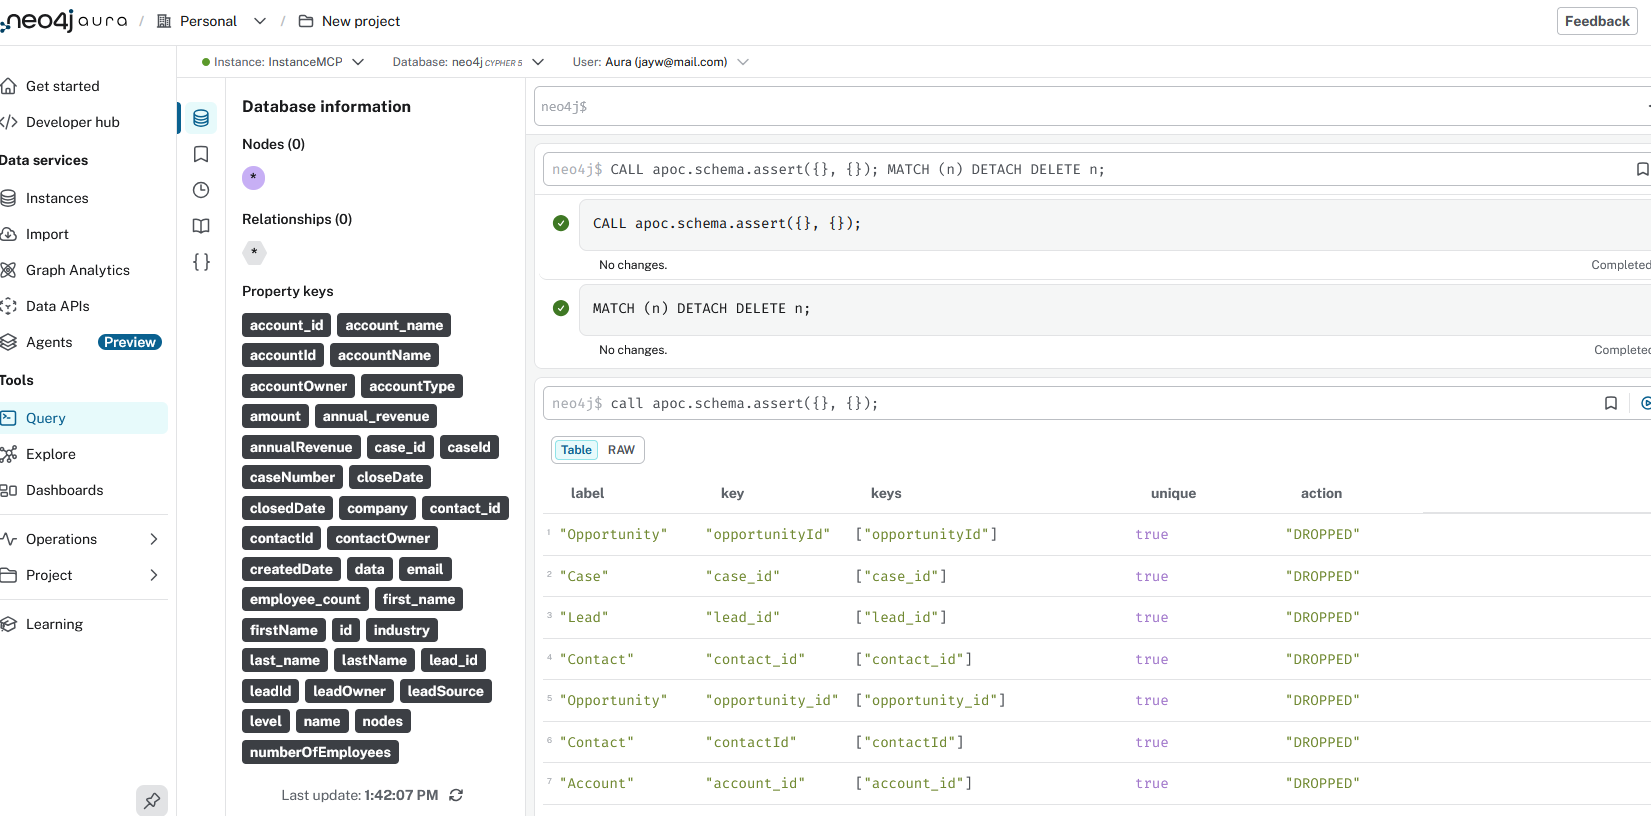 neo4j aura / Personal / New project Feedback
Instance: InstanceMCP Database: neo4j CYPHER 5 User: Aura (jayw@mail.com)
Get started
Developer hub
Data services
Instances
Import
Graph Analytics
Data APIs
Agents Preview
Tools
Query
Explore
Dashboards
Operations
Project
Learning
Database information
Nodes (0)
*
Relationships (0)
*
Property keys
account_id account_name
accountId accountName
accountOwner accountType
amount annual_revenue
annualRevenue case_id caseId
caseNumber closeDate
closedDate company contact_id
contactId contactOwner
createdDate data email
employee_count first_name
firstName id industry
last_name lastName lead_id
leadId leadOwner leadSource
level name nodes
numberOfEmployees
Last update: 1:42:07 PM
neo4j$
neo4j$ CALL apoc.schema.assert({}, {}); MATCH (n) DETACH DELETE n;
CALL apoc.schema.assert({}, {});
No changes. Completed
MATCH (n) DETACH DELETE n;
No changes. Completed
neo4j$ call apoc.schema.assert({}, {});
Table RAW
label key keys unique action
1 "Opportunity" "opportunityId" ["opportunityId"] true "DROPPED"
2 "Case" "case_id" ["case_id"] true "DROPPED"
3 "Lead" "lead_id" ["lead_id"] true "DROPPED"
4 "Contact" "contact_id" ["contact_id"] true "DROPPED"
5 "Opportunity" "opportunity_id" ["opportunity_id"] true "DROPPED"
6 "Contact" "contactId" ["contactId"] true "DROPPED"
7 "Account" "account_id" ["account_id"] true "DROPPED"